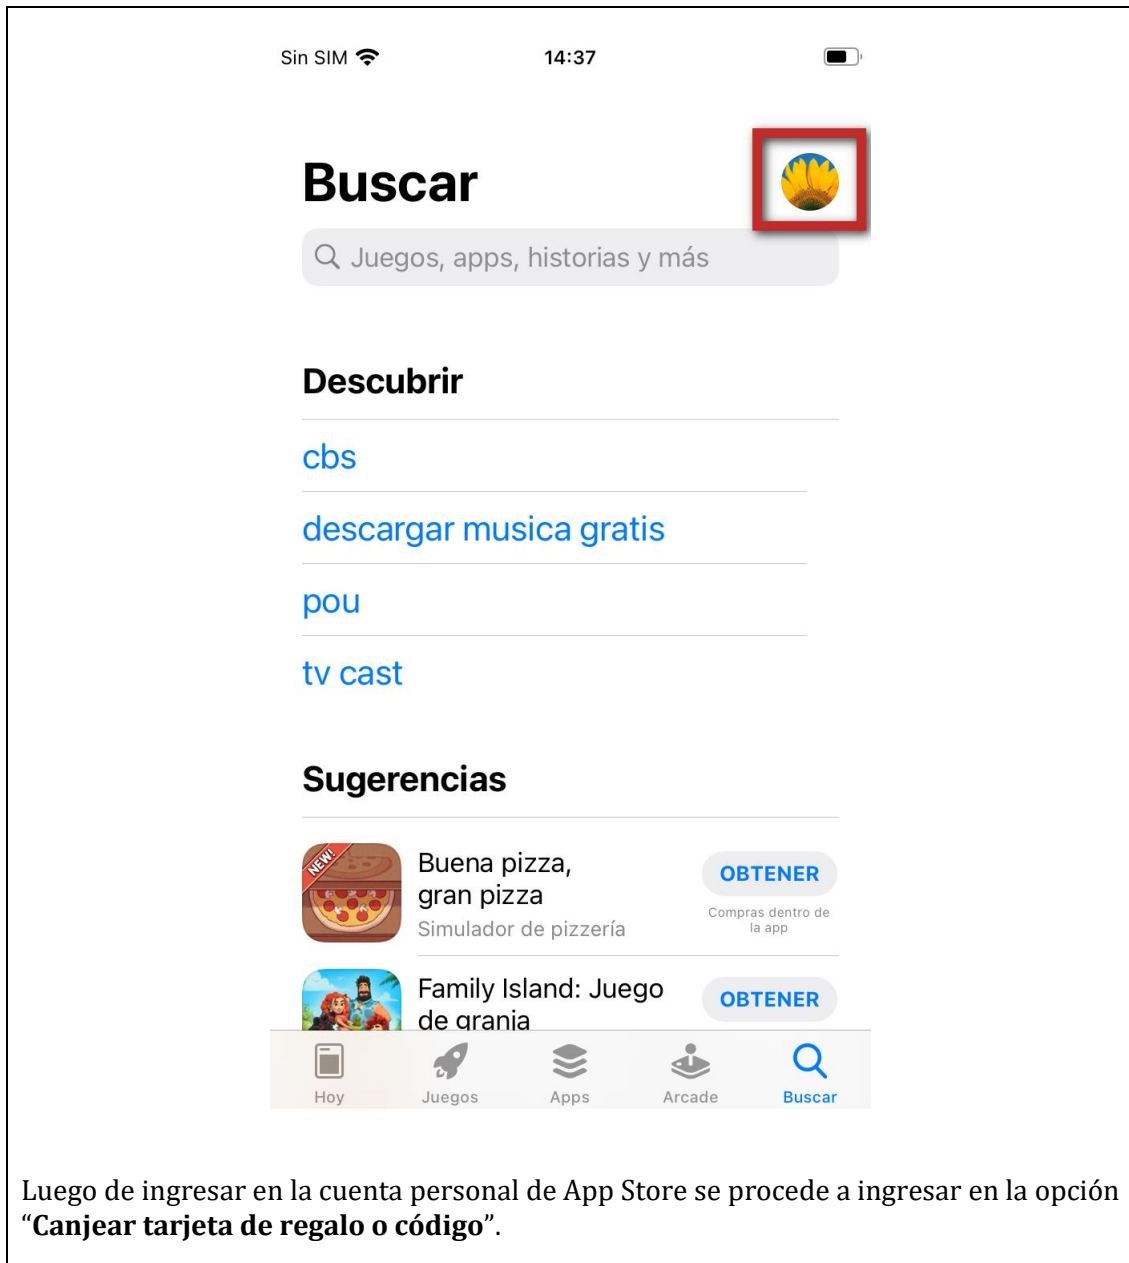 Sin SIM
14:37
Buscar
Juegos, apps, historias y más
Descubrir
cbs
descargar musica gratis
pou
tv cast
Sugerencias
NEW!
Buena pizza,
gran pizza
Simulador de pizzería
OBTENER
Compras dentro de
la app
Family Island: Juego
de granja
OBTENER
Hoy
Juegos
Apps
Arcade
Buscar
Luego de ingresar en la cuenta personal de App Store se procede a ingresar en la opción
“Canjear tarjeta de regalo o código”.